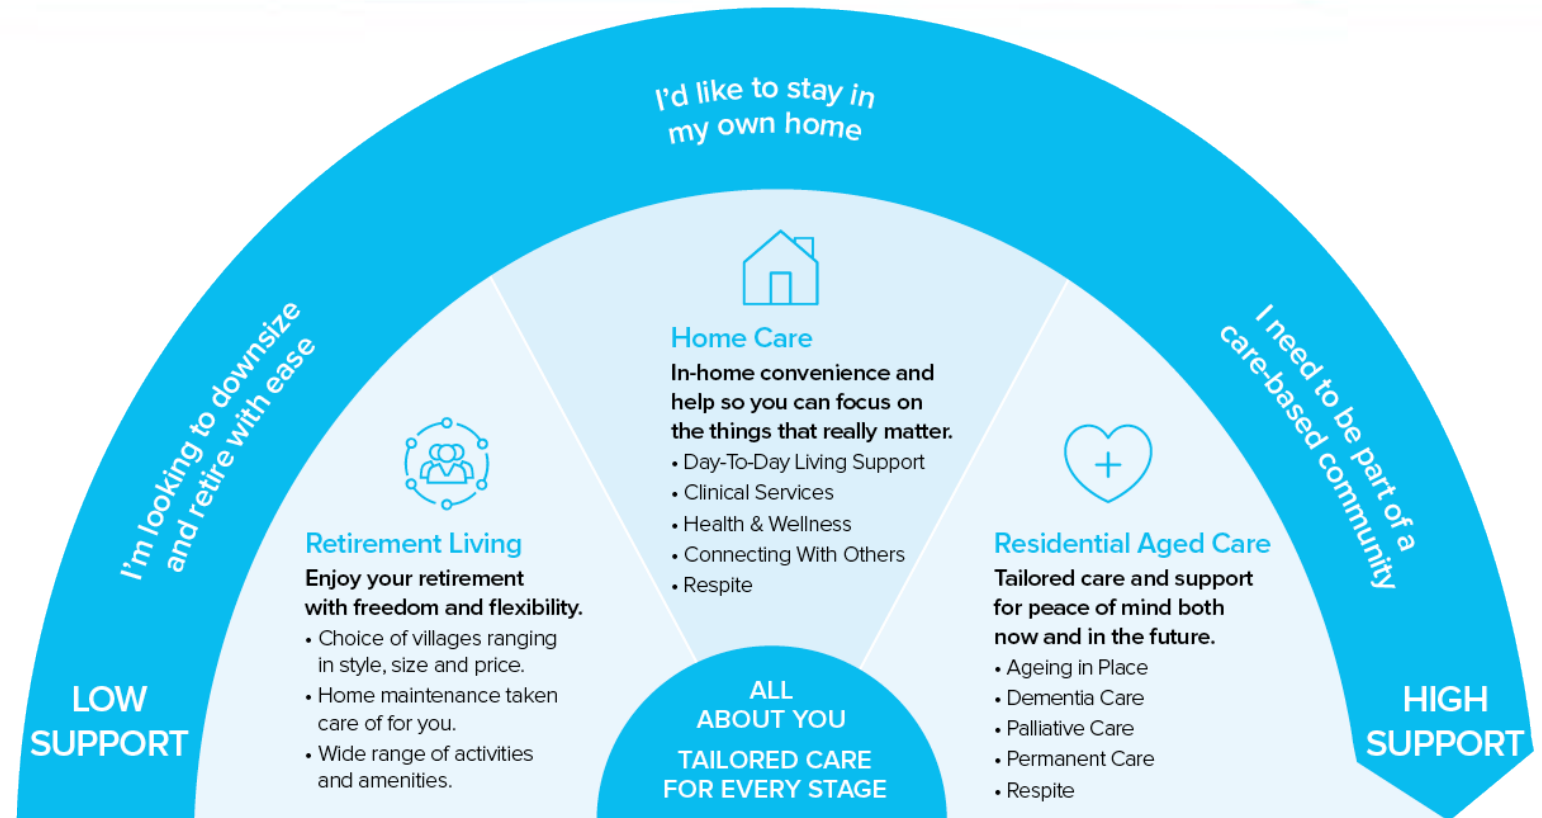 I'd like to stay in
my own home
I'm looking to downsize
and retire with ease
I need to be part of a
care-based community
LOW
SUPPORT
HIGH
SUPPORT
Retirement Living
Enjoy your retirement
with freedom and flexibility.
• Choice of villages ranging
in style, size and price.
• Home maintenance taken
care of for you.
• Wide range of activities
and amenities.
Home Care
In-home convenience and
help so you can focus on
the things that really matter.
• Day-To-Day Living Support
• Clinical Services
• Health & Wellness
• Connecting With Others
• Respite
Residential Aged Care
Tailored care and support
for peace of mind both
now and in the future.
• Ageing in Place
• Dementia Care
• Palliative Care
• Permanent Care
• Respite
ALL
ABOUT YOU
TAILORED CARE
FOR EVERY STAGE